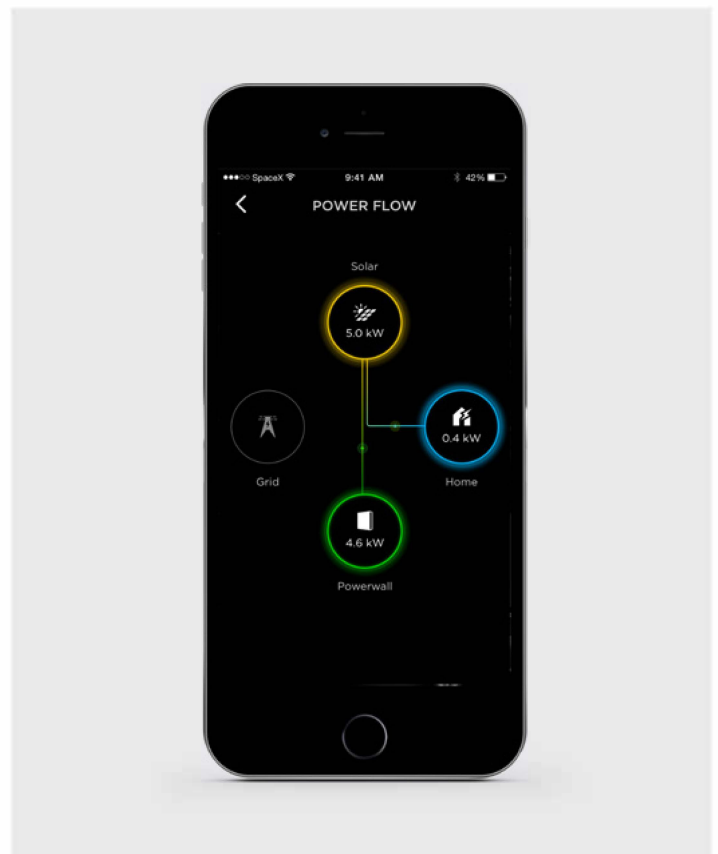 SpaceX 9:41 AM 42%
POWER FLOW
Solar
5.0 kW
0.4 kW
Grid
Home
4.6 kW
Powerwall